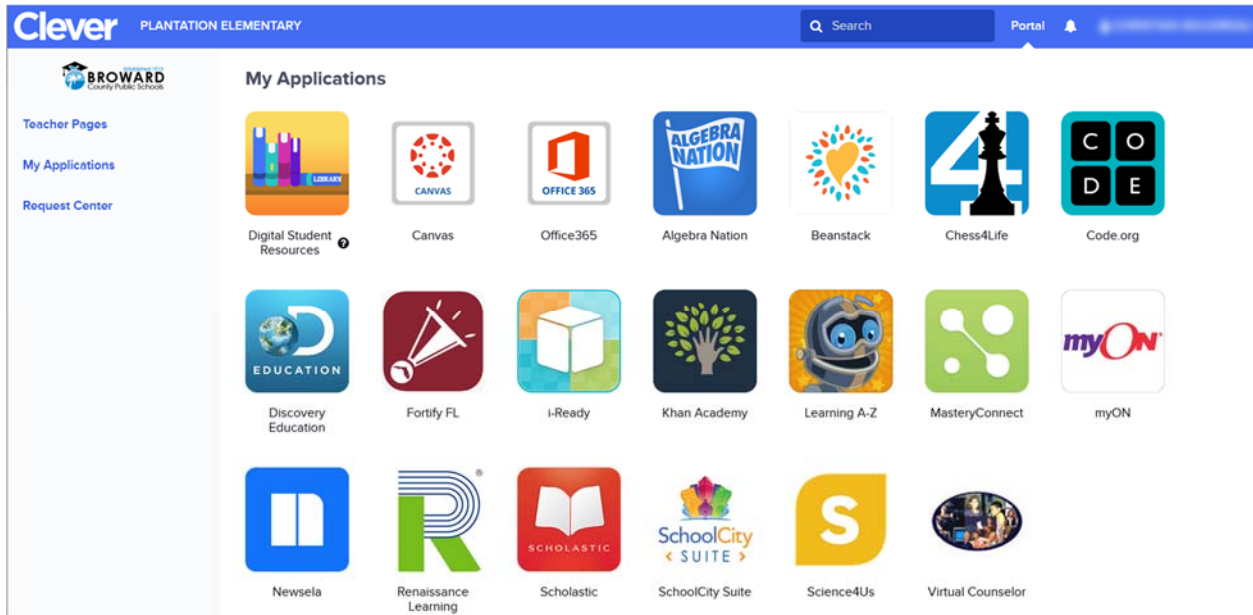 Clever PLANTATION ELEMENTARY Search Portal
Established 1915
BROWARD
County Public Schools
Teacher Pages
My Applications
Request Center
My Applications
LIBRARY
CANVAS
OFFICE 365
ALGEBRA
NATION
4
C O
D E
Digital Student
Resources ?
Canvas
Office365
Algebra Nation
Beanstack
Chess4Life
Code.org
D
EDUCATION
myON
Discovery
Education
Fortify FL
i-Ready
Khan Academy
Learning A-Z
MasteryConnect
myON
n
R®
SCHOLASTIC
SchoolCity
< SUITE >
S
Newsela
Renaissance
Learning
Scholastic
SchoolCity Suite
Science4Us
Virtual Counselor